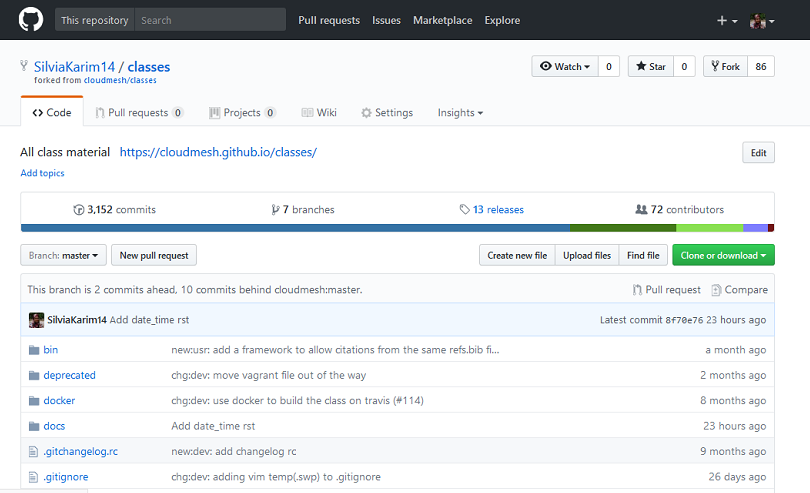 This repository Search Pull requests Issues Marketplace Explore
SilviaKarim14 / classes Watch 0 Star 0 Fork 86
forked from cloudmesh/classes
Code Pull requests 0 Projects 0 Wiki Settings Insights
All class material https://cloudmesh.github.io/classes/ Edit
Add topics
3,152 commits 7 branches 13 releases 72 contributors
Branch: master New pull request Create new file Upload files Find file Clone or download
This branch is 2 commits ahead, 10 commits behind cloudmesh:master. Pull request Compare
SilviaKarim14 Add date_time rst Latest commit 8f70e76 23 hours ago
bin new:usr: add a framework to allow citations from the same refs.bib fi... a month ago
deprecated chg:dev: move vagrant file out of the way 2 months ago
docker chg:dev: use docker to build the class on travis (#114) 8 months ago
docs Add date_time rst 23 hours ago
.gitchangelog.rc new:dev: add changelog rc 9 months ago
.gitignore chg:dev: adding vim temp(.swp) to .gitignore 26 days ago